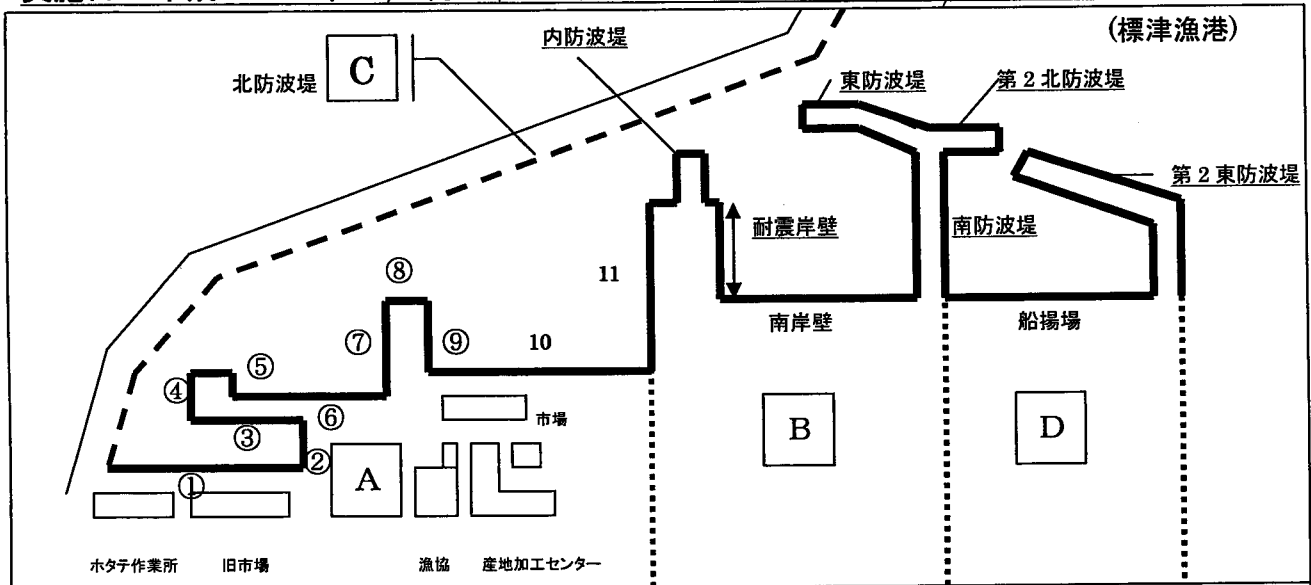 (標津漁港)
内防波堤
北防波堤
C
東防波堤
第2北防波堤
第2東防波堤
耐震岸壁
南防波堤
11
⑧
南岸壁
船揚場
⑦
⑨
10
⑤
④
⑥
市場
③
②
①
A
B
D
ホタテ作業所
旧市場
漁協
産地加工センター